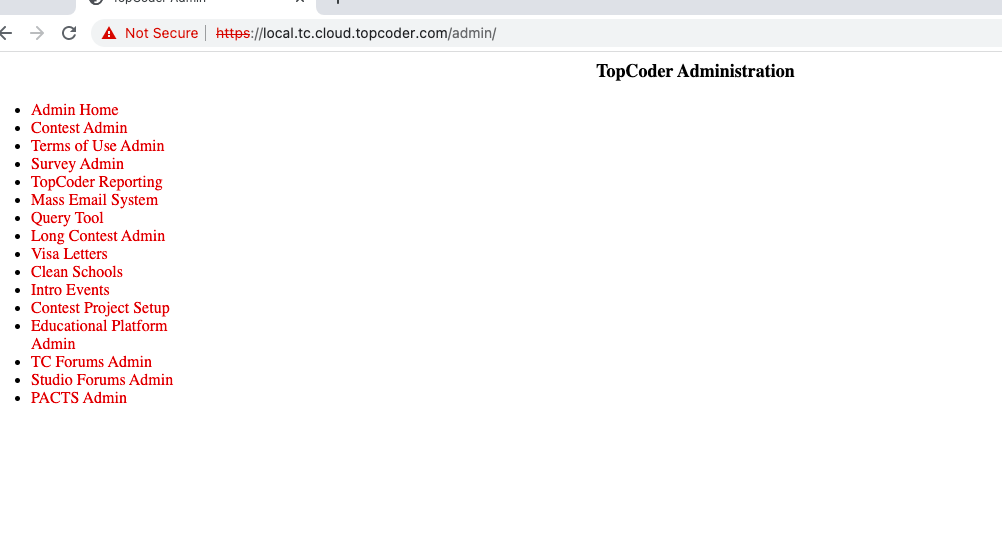 TopCoder Admin
Not Secure
https://local.tc.cloud.topcoder.com/admin/
TopCoder Administration
Admin Home
Contest Admin
Terms of Use Admin
Survey Admin
TopCoder Reporting
Mass Email System
Query Tool
Long Contest Admin
Visa Letters
Clean Schools
Intro Events
Contest Project Setup
Educational Platform
Admin
TC Forums Admin
Studio Forums Admin
PACTS Admin